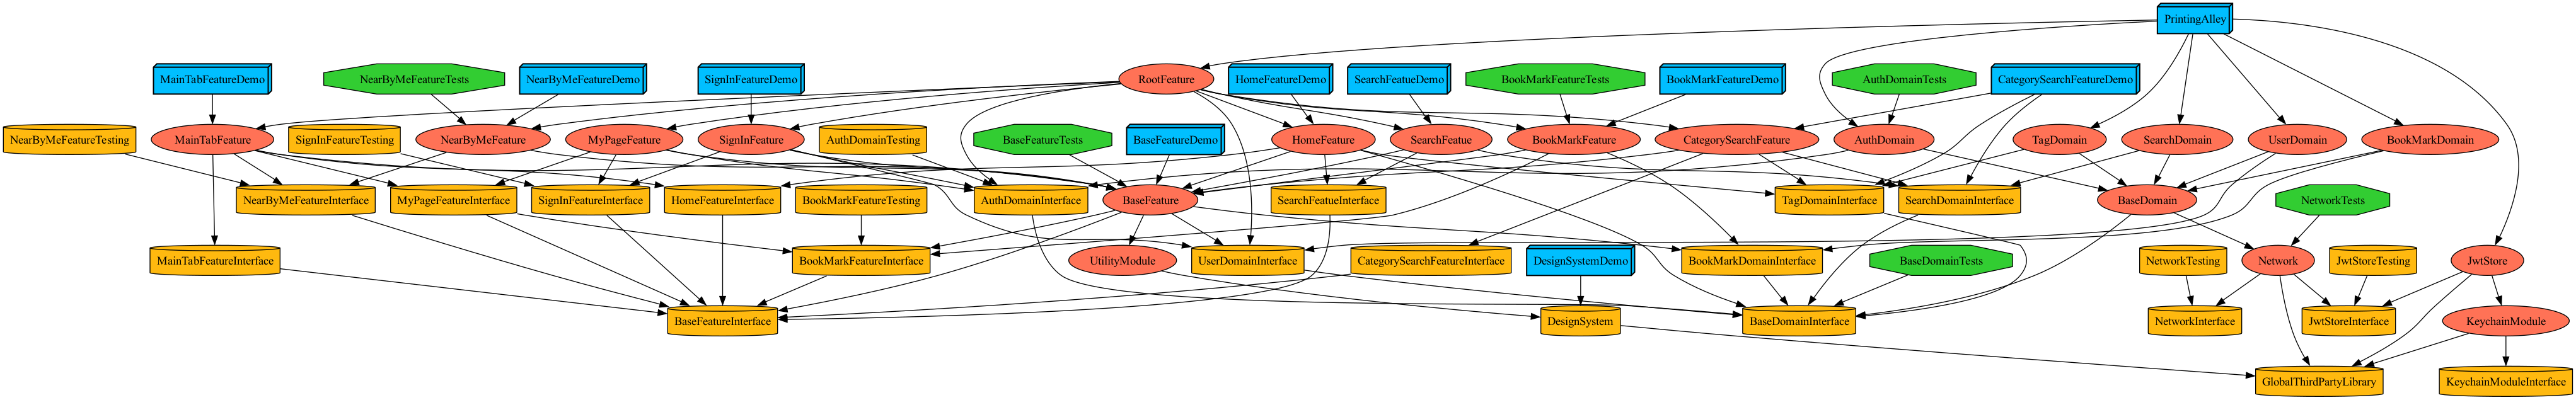 PrintingAlley
MainTabFeatureDemo
NearByMeFeatureTests
NearByMeFeatureDemo
SignInFeatureDemo
RootFeature
HomeFeatureDemo
SearchFeatueDemo
BookMarkFeatureTests
BookMarkFeatureDemo
AuthDomainTests
CategorySearchFeatureDemo
NearByMeFeatureTesting
MainTabFeature
SignInFeatureTesting
NearByMeFeature
MyPageFeature
SignInFeature
AuthDomainTesting
BaseFeatureTests
BaseFeatureDemo
HomeFeature
SearchFeatue
BookMarkFeature
CategorySearchFeature
AuthDomain
TagDomain
SearchDomain
UserDomain
BookMarkDomain
NearByMeFeatureInterface
MyPageFeatureInterface
SignInFeatureInterface
HomeFeatureInterface
BookMarkFeatureTesting
AuthDomainInterface
BaseFeature
SearchFeatueInterface
TagDomainInterface
SearchDomainInterface
BaseDomain
NetworkTests
MainTabFeatureInterface
BookMarkFeatureInterface
UtilityModule
UserDomainInterface
CategorySearchFeatureInterface
DesignSystemDemo
BookMarkDomainInterface
BaseDomainTests
NetworkTesting
Network
JwtStoreTesting
JwtStore
BaseFeatureInterface
DesignSystem
BaseDomainInterface
NetworkInterface
JwtStoreInterface
KeychainModule
GlobalThirdPartyLibrary
KeychainModuleInterface